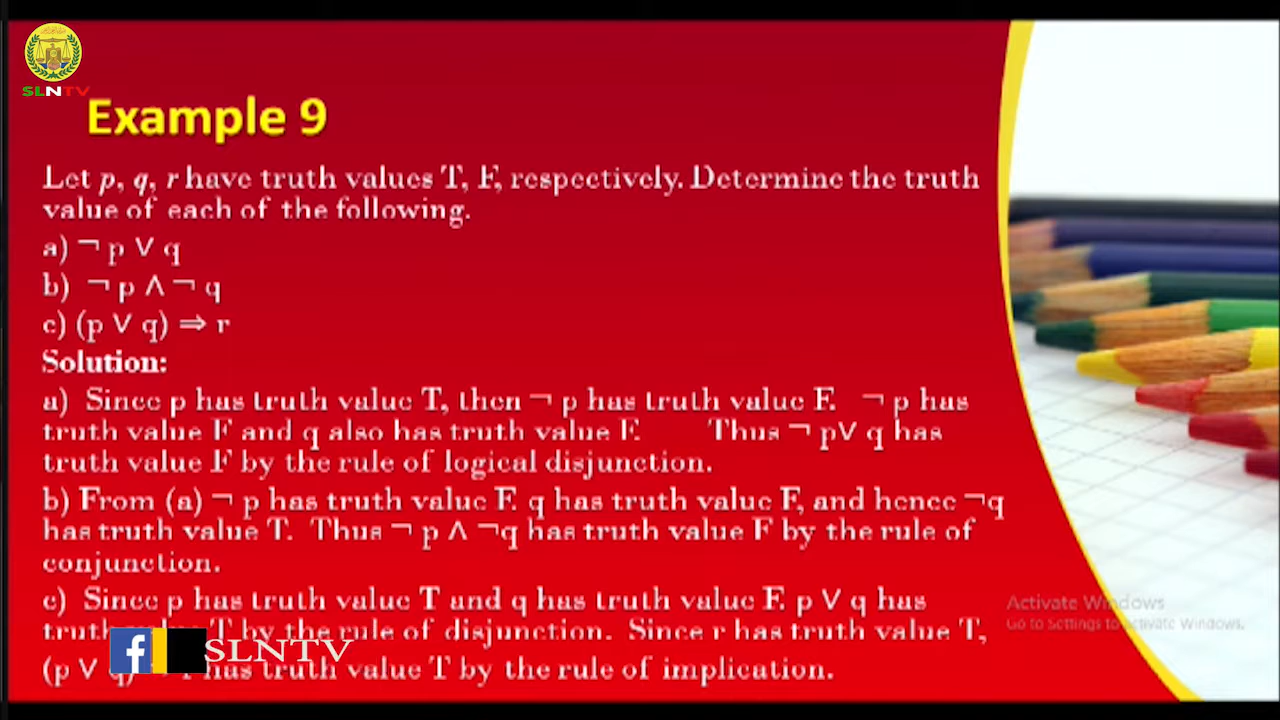 SLNTV
Example 9
Let p, q, r have truth values T, F, respectively. Determine the truth
value of each of the following.
a) ¬ p ∨ q
b) ¬ p ∧ ¬ q
c) (p ∨ q) ⇒ r
Solution:
a) Since p has truth value T, then ¬ p has truth value F. ¬ p has
truth value F and q also has truth value F. Thus ¬ p∨ q has
truth value F by the rule of logical disjunction.
b) From (a) ¬ p has truth value F. q has truth value F, and hence ¬q
has truth value T. Thus ¬ p ∧ ¬q has truth value F by the rule of
conjunction.
c) Since p has truth value T and q has truth value F. p ∨ q has
truth T by the rule of disjunction. Since r has truth value T,
(p ∨ q) r has truth value T by the rule of implication.
f SLNTV
Activate Windows
Go to Settings to activate Windows.